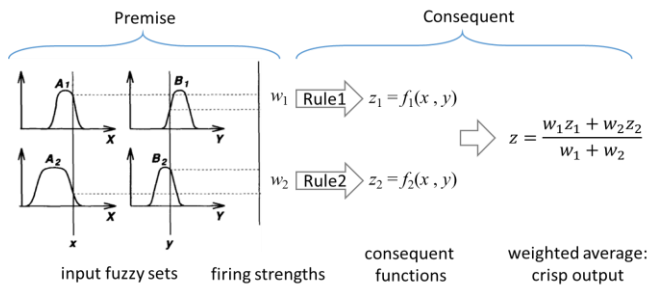 Premise
Consequent
A1
B1
X
Y
w1 Rule1 z1 = f1(x , y)
z = w1z1 + w2z2
w1 + w2
A2
B2
X
Y
w2 Rule2 z2 = f2(x , y)
x
y
input fuzzy sets
firing strengths
consequent
functions
weighted average:
crisp output